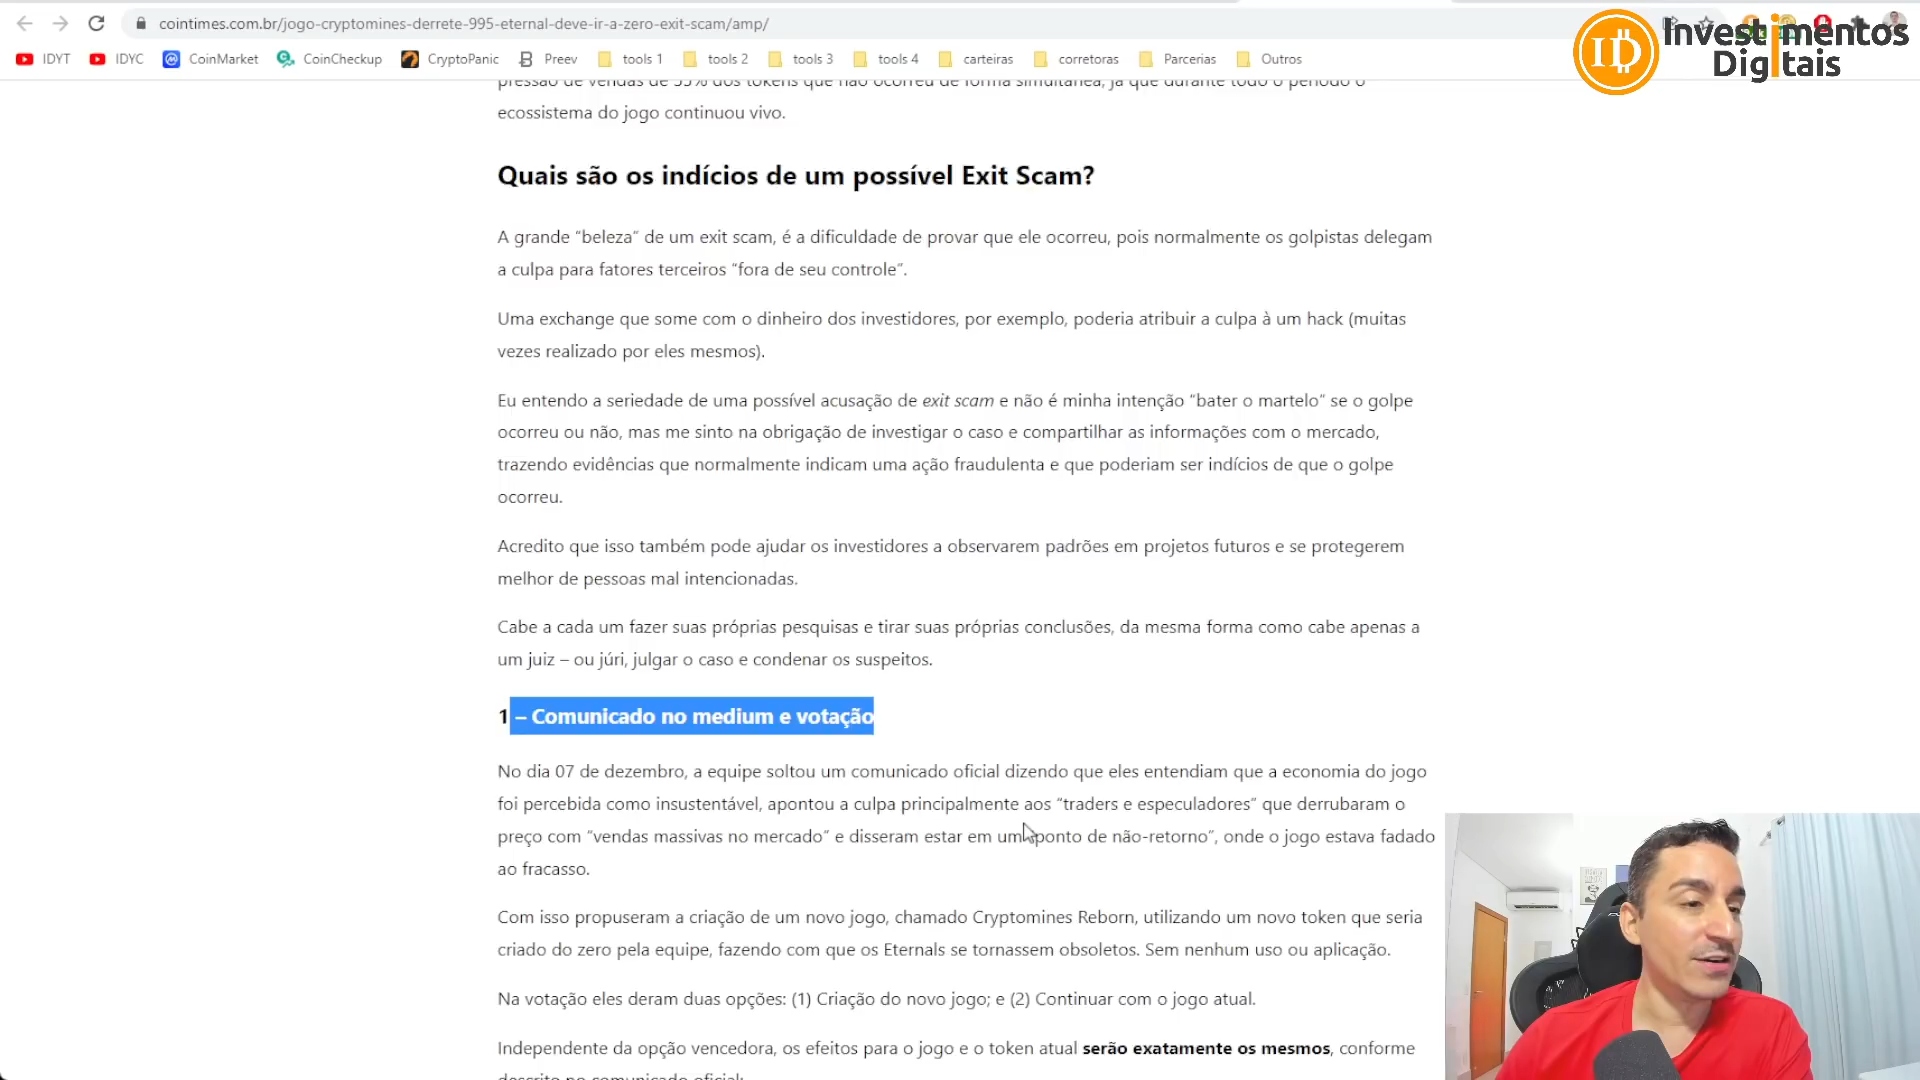 cointimes.com.br/jogo-cryptomines-derrete-995-eternal-deve-ir-a-zero-exit-scam/amp/
IDYT IDYC CoinMarket CoinCheckup CryptoPanic Preev tools 1 tools 2 tools 3 tools 4 carteiras corretoras Parcerias Outros
ID Investimentos
Digitais
pressão de vendas de 55% dos tokens que não ocorreu de forma simultânea, já que durante todo o período o
ecossistema do jogo continuou vivo.
Quais são os indícios de um possível Exit Scam?
A grande “beleza” de um exit scam, é a dificuldade de provar que ele ocorreu, pois normalmente os golpistas delegam
a culpa para fatores terceiros “fora de seu controle”.
Uma exchange que some com o dinheiro dos investidores, por exemplo, poderia atribuir a culpa à um hack (muitas
vezes realizado por eles mesmos).
Eu entendo a seriedade de uma possível acusação de exit scam e não é minha intenção “bater o martelo” se o golpe
ocorreu ou não, mas me sinto na obrigação de investigar o caso e compartilhar as informações com o mercado,
trazendo evidências que normalmente indicam uma ação fraudulenta e que poderiam ser indícios de que o golpe
ocorreu.
Acredito que isso também pode ajudar os investidores a observarem padrões em projetos futuros e se protegerem
melhor de pessoas mal intencionadas.
Cabe a cada um fazer suas próprias pesquisas e tirar suas próprias conclusões, da mesma forma como cabe apenas a
um juiz – ou júri, julgar o caso e condenar os suspeitos.
1 – Comunicado no medium e votação
No dia 07 de dezembro, a equipe soltou um comunicado oficial dizendo que eles entendiam que a economia do jogo
foi percebida como insustentável, apontou a culpa principalmente aos “traders e especuladores” que derrubaram o
preço com “vendas massivas no mercado” e disseram estar em um “ponto de não-retorno”, onde o jogo estava fadado
ao fracasso.
Com isso propuseram a criação de um novo jogo, chamado Cryptomines Reborn, utilizando um novo token que seria
criado do zero pela equipe, fazendo com que os Eternals se tornassem obsoletos. Sem nenhum uso ou aplicação.
Na votação eles deram duas opções: (1) Criação do novo jogo; e (2) Continuar com o jogo atual.
Independente da opção vencedora, os efeitos para o jogo e o token atual serão exatamente os mesmos, conforme
descrito no comunicado oficial: